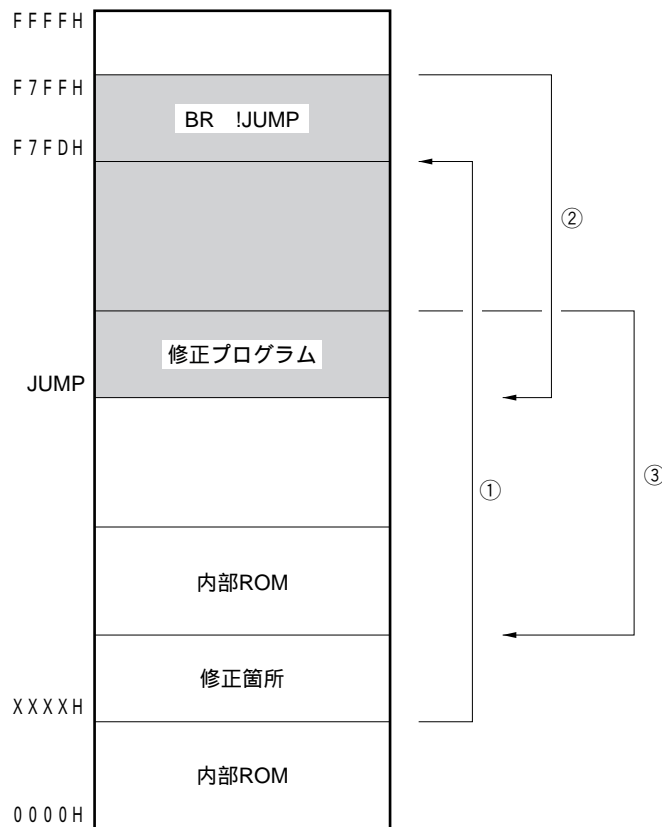 FFFFH
F7FFH
BR !JUMP
F7FDH
②
修正プログラム
JUMP
①
③
内部ROM
修正箇所
XXXXH
内部ROM
0000H